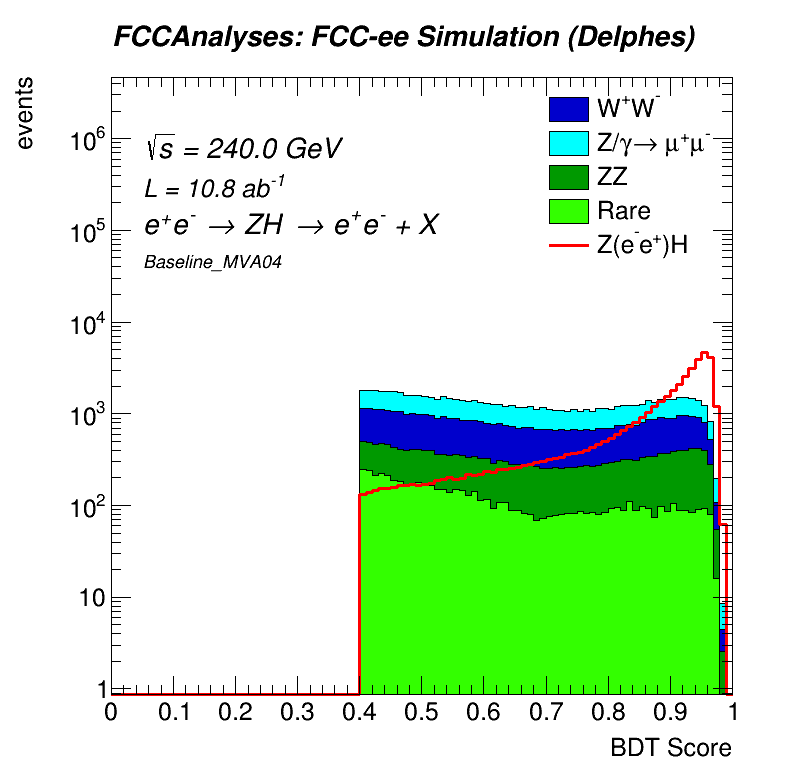 FCCAnalyses: FCC-ee Simulation (Delphes)
events
√s = 240.0 GeV
L = 10.8 ab⁻¹
e⁺e⁻ → ZH → e⁺e⁻ + X
Baseline_MVA04
W⁺W⁻
Z/γ→ μ⁺μ⁻
ZZ
Rare
Z(e⁻e⁺)H
10⁶
10⁵
10⁴
10³
10²
10
1
0 0.1 0.2 0.3 0.4 0.5 0.6 0.7 0.8 0.9 1
BDT Score